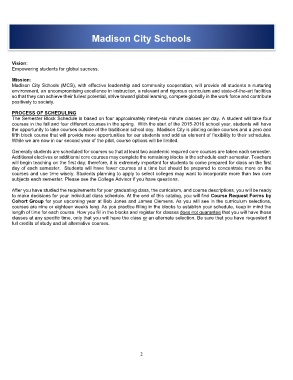 Madison City Schools
Vision:
Empowering students for global success.
Mission:
Madison City Schools (MCS), with effective leadership and community cooperation, will provide all students a nurturing
environment, an uncompromising excellence in instruction, a relevant and rigorous curriculum and state-of-the-art facilities
so that they can achieve their fullest potential, strive toward global learning, compete globally in the work force and contribute
positively to society.
PROCESS OF SCHEDULING
The Semester Block Schedule is based on four approximately ninety-six minute classes per day. A student will take four
courses in the fall and four different courses in the spring. With the start of the 2015-2016 school year, students will have
the opportunity to take courses outside of the traditional school day. Madison City is piloting online courses and a zero and
fifth block course that will provide more opportunities for our students and add an element of flexibility to their schedules.
While we are now in our second year of the pilot, course options will be limited.
Generally students are scheduled for courses so that at least two academic required core courses are taken each semester.
Additional electives or additional core courses may complete the remaining blocks in the schedule each semester. Teachers
will begin teaching on the first day, therefore, it is extremely important for students to come prepared for class on the first
day of each semester. Students will have fewer courses at a time but should be prepared to concentrate more on the
courses and use time wisely. Students planning to apply to select colleges may want to incorporate more than two core
subjects each semester. Please see the College Advisor if you have questions.
After you have studied the requirements for your graduating class, the curriculum, and course descriptions, you will be ready
to make decisions for your individual class schedule. At the end of this catalog, you will find Course Request Forms by
Cohort Group for your upcoming year at Bob Jones and James Clemens. As you will see in the curriculum selections,
courses are nine or eighteen weeks long. As you practice filling in the blocks to establish your schedule, keep in mind the
length of time for each course. How you fill in the blocks and register for classes does not guarantee that you will have those
classes at any specific time, only that you will have the class or an alternate selection. Be sure that you have requested 8
full credits of study and all alternative courses.